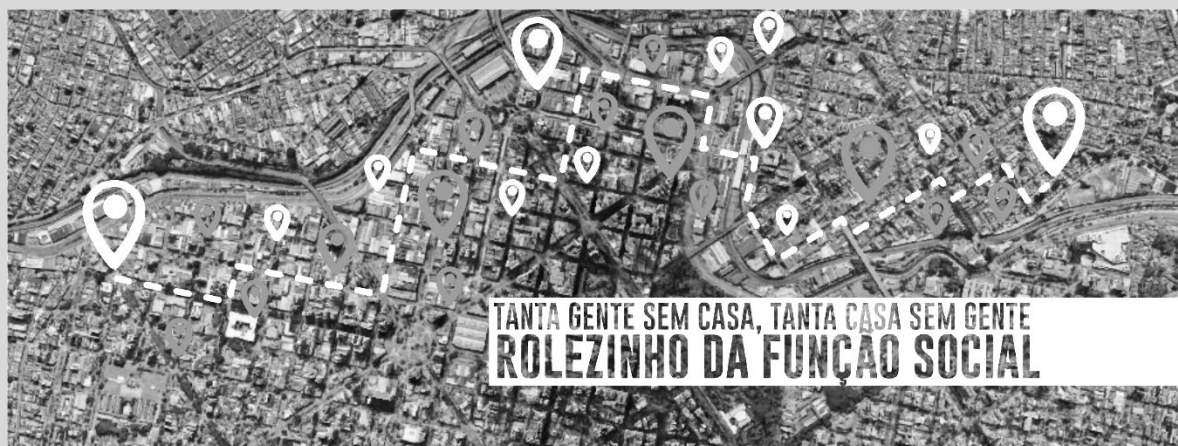 TANTA GENTE SEM CASA, TANTA CASA SEM GENTE
ROLEZINHO DA FUNÇÃO SOCIAL